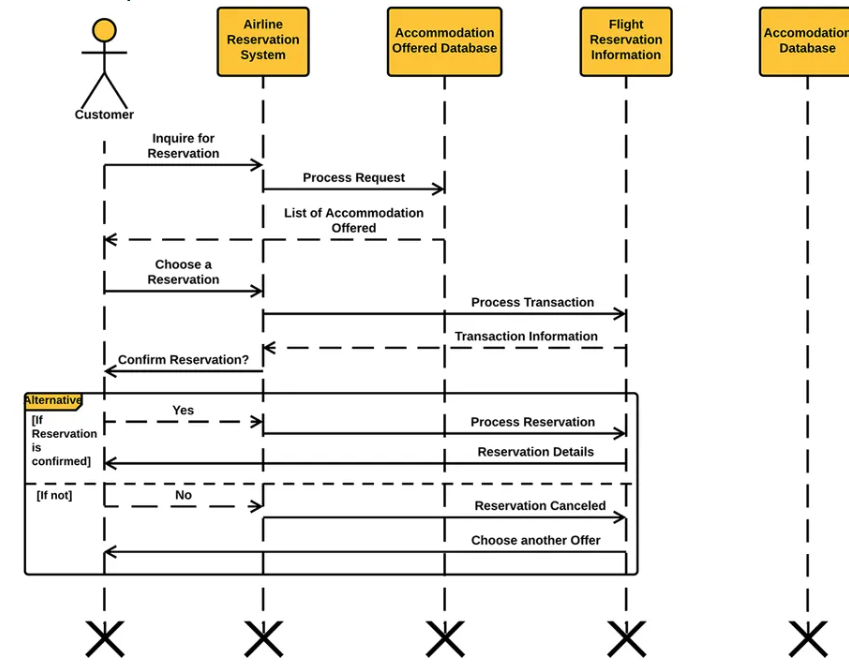 Airline
Reservation
System
Accommodation
Offered Database
Flight
Reservation
Information
Accomodation
Database
Customer
Inquire for
Reservation
Process Request
List of Accommodation
Offered
Choose a
Reservation
Process Transaction
Transaction Information
Confirm Reservation?
Alternative
[If
Reservation
is
confirmed]
Yes
Process Reservation
Reservation Details
[If not]
No
Reservation Canceled
Choose another Offer